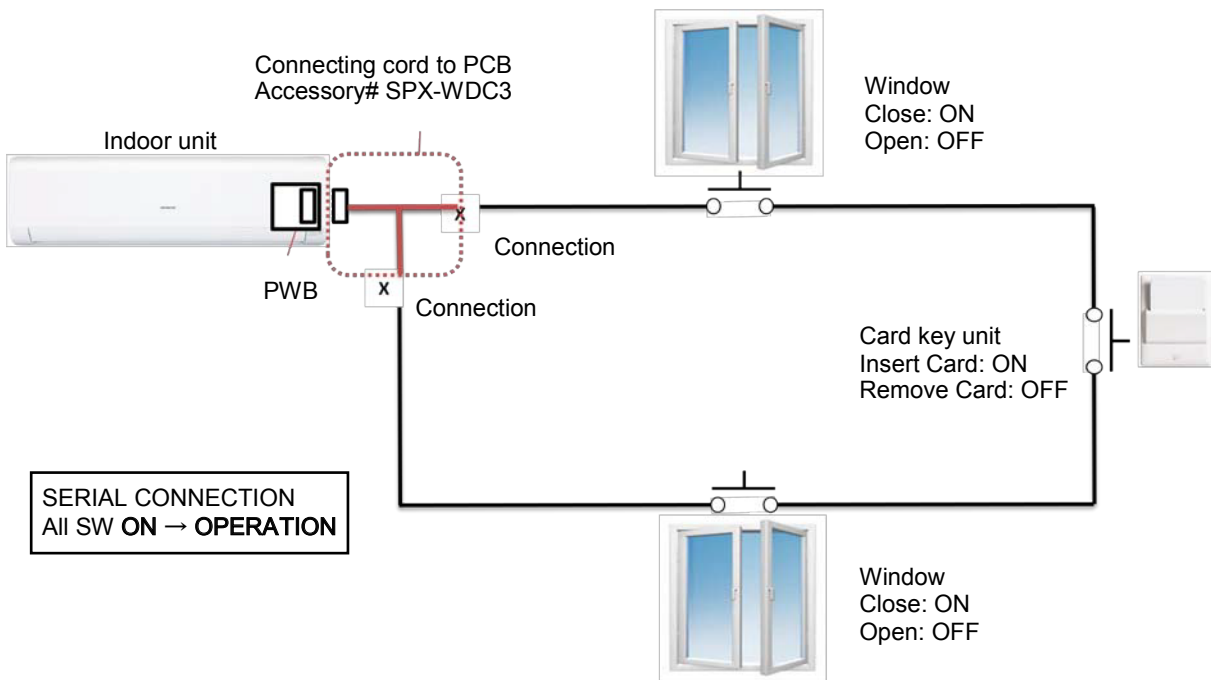 Connecting cord to PCB
Accessory# SPX-WDC3
Indoor unit
Window
Close: ON
Open: OFF
X
Connection
PWB
X
Connection
Card key unit
Insert Card: ON
Remove Card: OFF
SERIAL CONNECTION
All SW ON → OPERATION
Window
Close: ON
Open: OFF